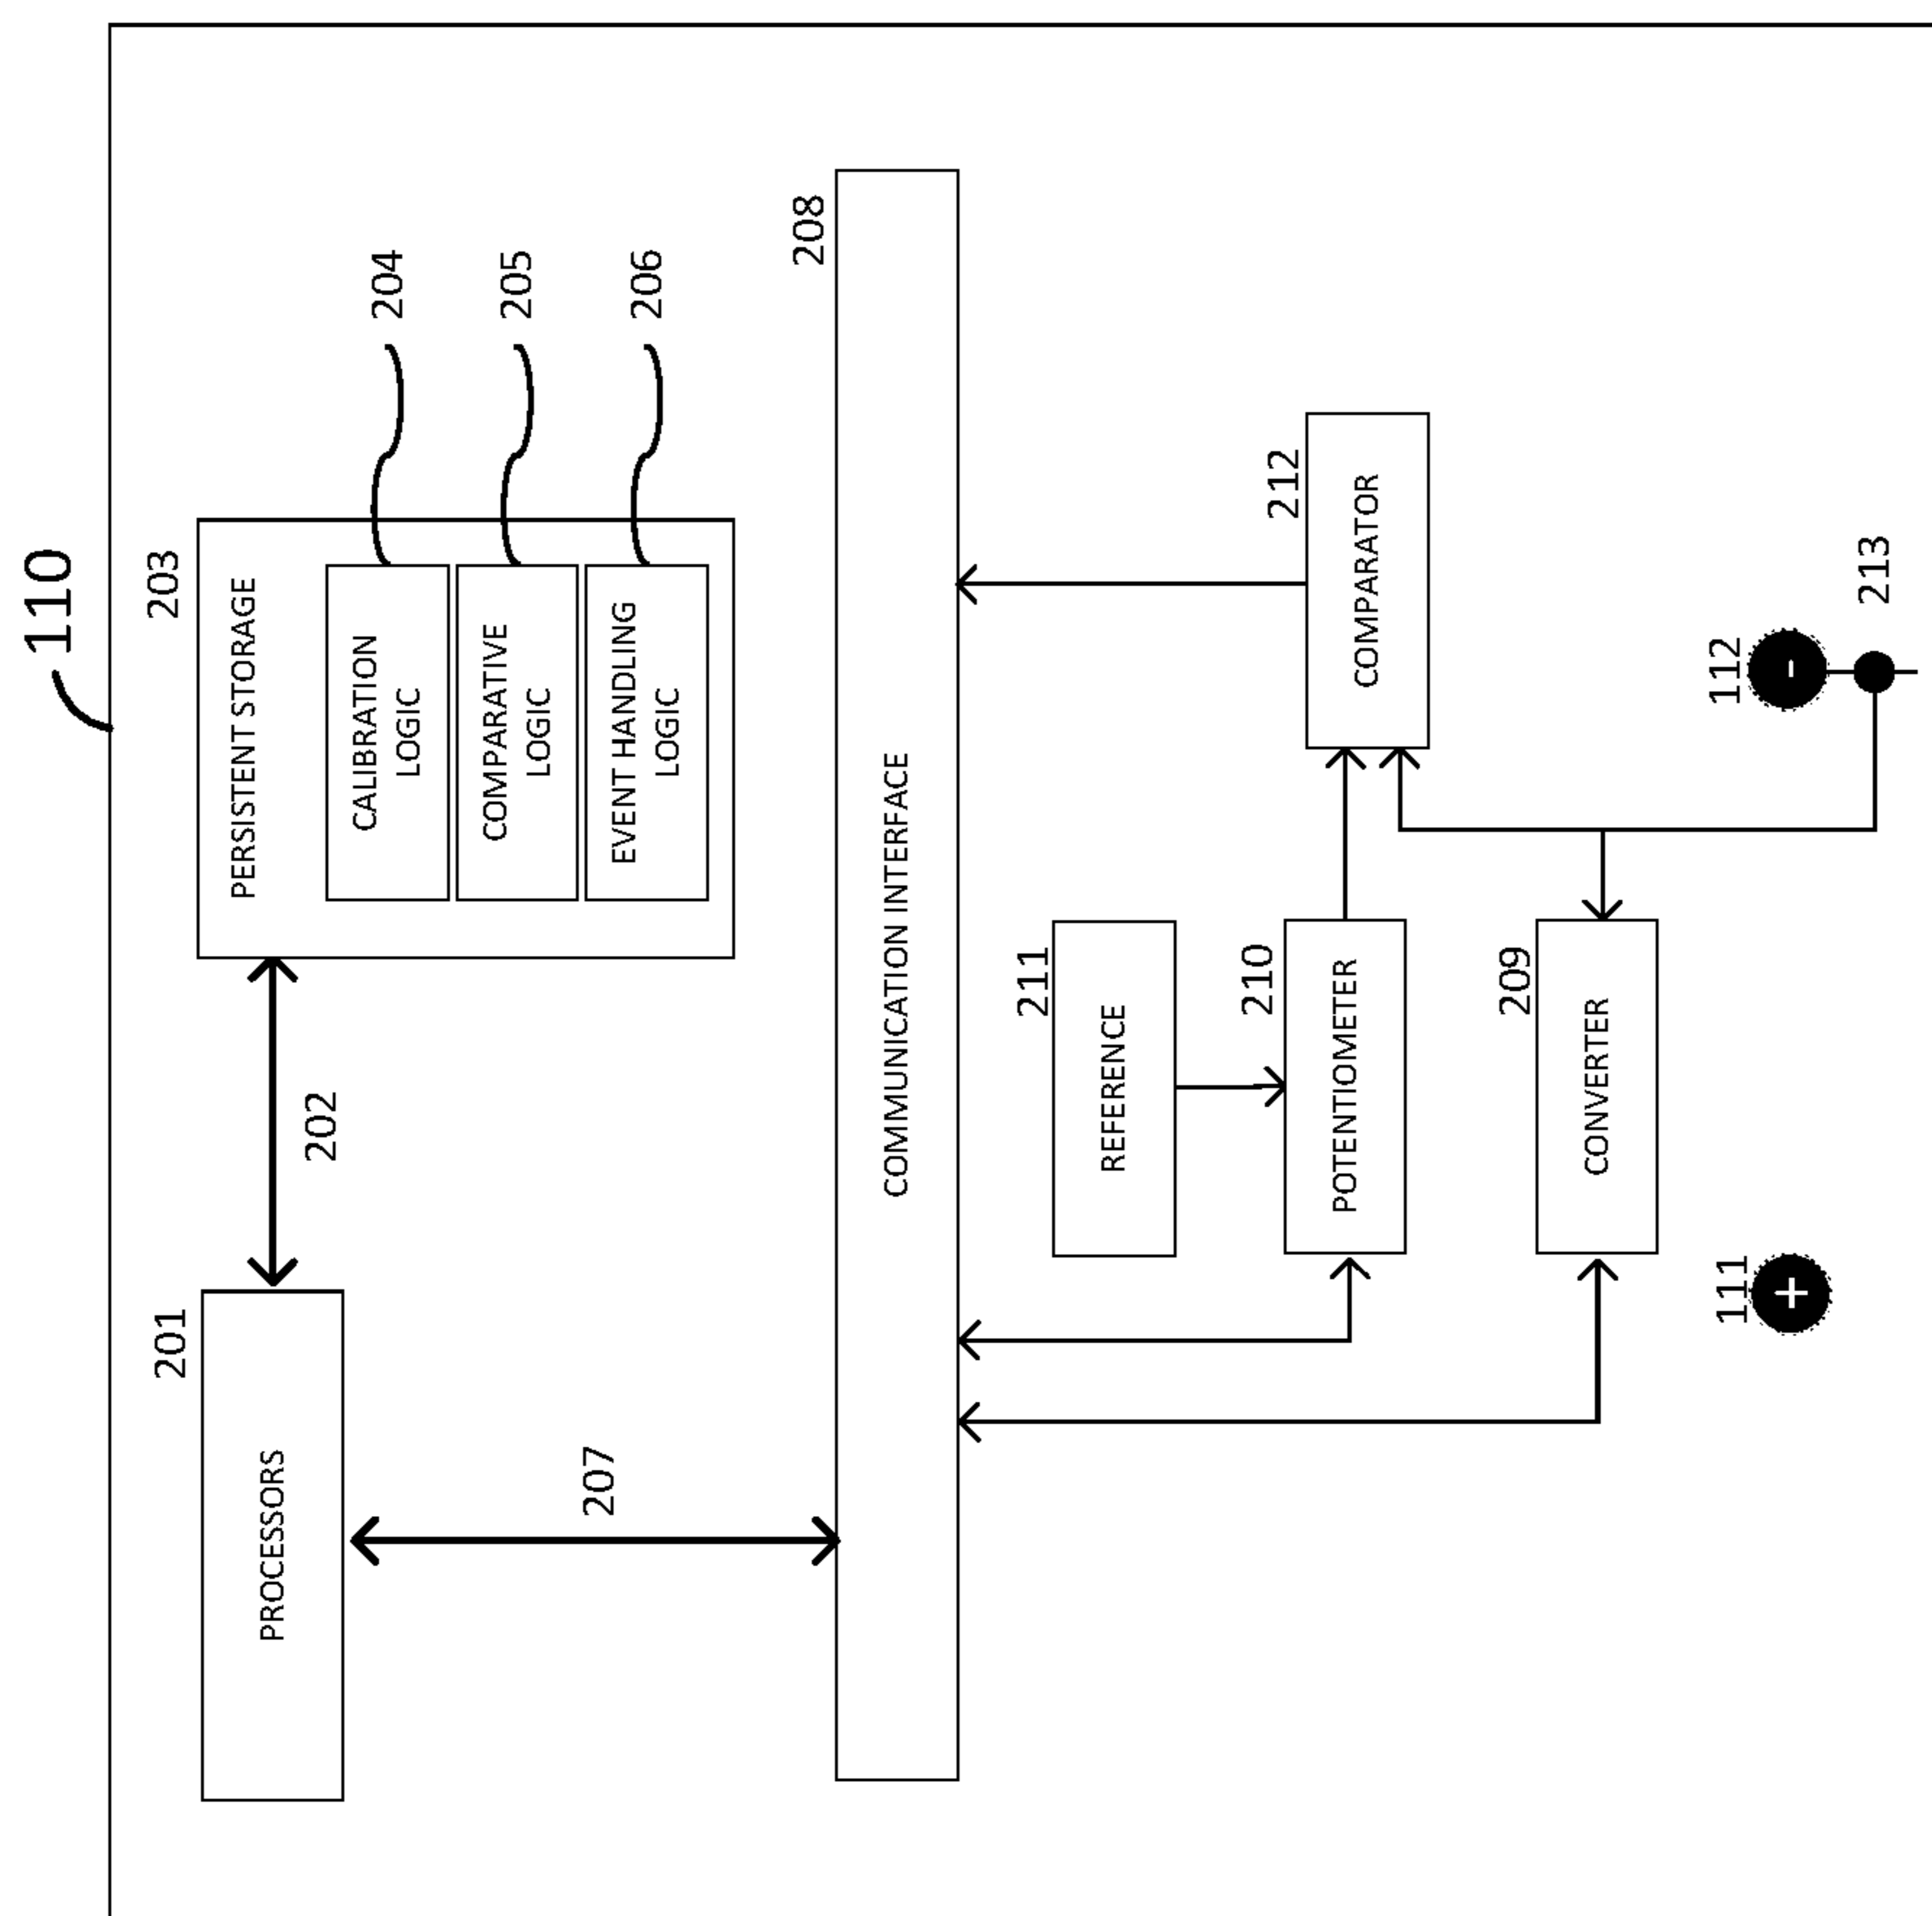 110
201
PROCESSORS
202
203
PERSISTENT STORAGE
CALIBRATION
LOGIC
204
COMPARATIVE
LOGIC
205
EVENT HANDLING
LOGIC
206
207
208
COMMUNICATION INTERFACE
211
REFERENCE
210
POTENTIOMETER
212
COMPARATOR
209
CONVERTER
111
+
112
-
213